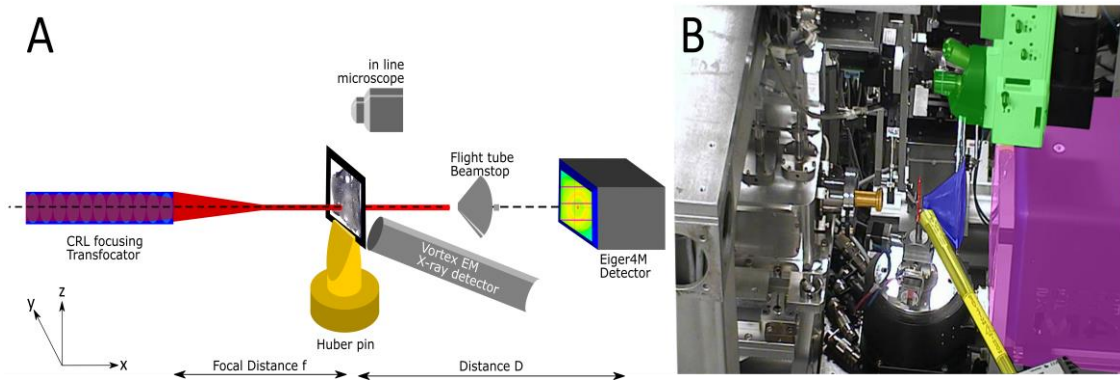 A
in line
microscope
Flight tube
Beamstop
CRL focusing
Transfocator
Vortex EM
X-ray detector
Eiger4M
Detector
Huber pin
z
y
x
Focal Distance f
Distance D
B